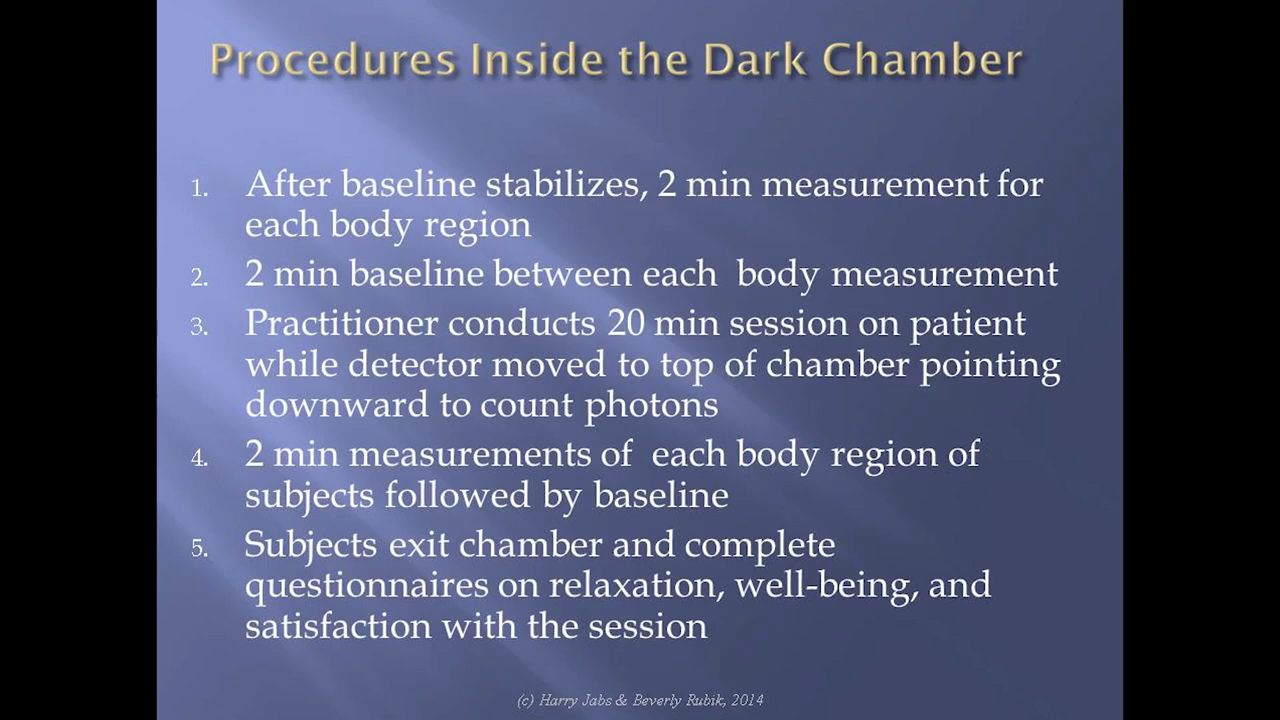 Procedures Inside the Dark Chamber
1. After baseline stabilizes, 2 min measurement for
each body region
2. 2 min baseline between each body measurement
3. Practitioner conducts 20 min session on patient
while detector moved to top of chamber pointing
downward to count photons
4. 2 min measurements of each body region of
subjects followed by baseline
5. Subjects exit chamber and complete
questionnaires on relaxation, well-being, and
satisfaction with the session
(c) Harry Jabs & Beverly Rubik, 2014